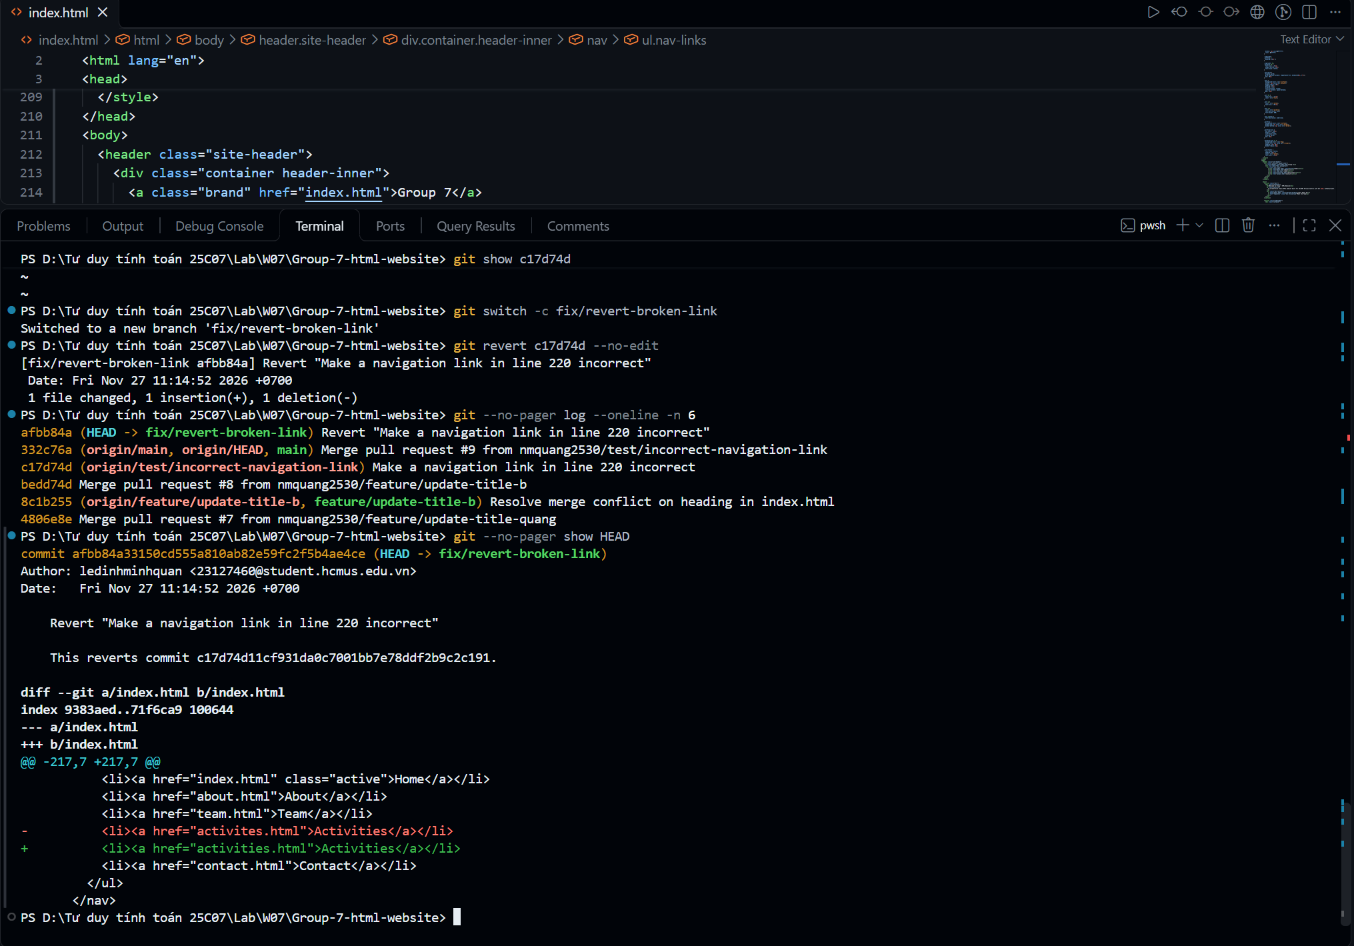 index.html
index.html > html > body > header.site-header > div.container.header-inner > nav > ul.nav-links
Text Editor
2 <html lang="en">
3 <head>
209 </style>
210 </head>
211 <body>
212 <header class="site-header">
213 <div class="container header-inner">
214 <a class="brand" href="index.html">Group 7</a>
Problems Output Debug Console Terminal Ports Query Results Comments
pwsh
PS D:\Tư duy tính toán 25C07\Lab\W07\Group-7-html-website> git show c17d74d
~
~
PS D:\Tư duy tính toán 25C07\Lab\W07\Group-7-html-website> git switch -c fix/revert-broken-link
Switched to a new branch 'fix/revert-broken-link'
PS D:\Tư duy tính toán 25C07\Lab\W07\Group-7-html-website> git revert c17d74d --no-edit
[fix/revert-broken-link afbb84a] Revert "Make a navigation link in line 220 incorrect"
Date: Fri Nov 27 11:14:52 2026 +0700
1 file changed, 1 insertion(+), 1 deletion(-)
PS D:\Tư duy tính toán 25C07\Lab\W07\Group-7-html-website> git --no-pager log --oneline -n 6
afbb84a (HEAD -> fix/revert-broken-link) Revert "Make a navigation link in line 220 incorrect"
332c76a (origin/main, origin/HEAD, main) Merge pull request #9 from nmquang2530/test/incorrect-navigation-link
c17d74d (origin/test/incorrect-navigation-link) Make a navigation link in line 220 incorrect
bedd74d Merge pull request #8 from nmquang2530/feature/update-title-b
8c1b255 (origin/feature/update-title-b, feature/update-title-b) Resolve merge conflict on heading in index.html
4806e8e Merge pull request #7 from nmquang2530/feature/update-title-quang
PS D:\Tư duy tính toán 25C07\Lab\W07\Group-7-html-website> git --no-pager show HEAD
commit afbb84a33150cd555a810ab82e59fc2f5b4ae4ce (HEAD -> fix/revert-broken-link)
Author: ledinhminhquan <23127460@student.hcmus.edu.vn>
Date:   Fri Nov 27 11:14:52 2026 +0700
Revert "Make a navigation link in line 220 incorrect"
This reverts commit c17d74d11cf931da0c7001bb7e78ddf2b9c2c191.
diff --git a/index.html b/index.html
index 9383aed..71f6ca9 100644
--- a/index.html
+++ b/index.html
@@ -217,7 +217,7 @@
<li><a href="index.html" class="active">Home</a></li>
<li><a href="about.html">About</a></li>
<li><a href="team.html">Team</a></li>
- <li><a href="activites.html">Activities</a></li>
+ <li><a href="activities.html">Activities</a></li>
<li><a href="contact.html">Contact</a></li>
</ul>
</nav>
PS D:\Tư duy tính toán 25C07\Lab\W07\Group-7-html-website>